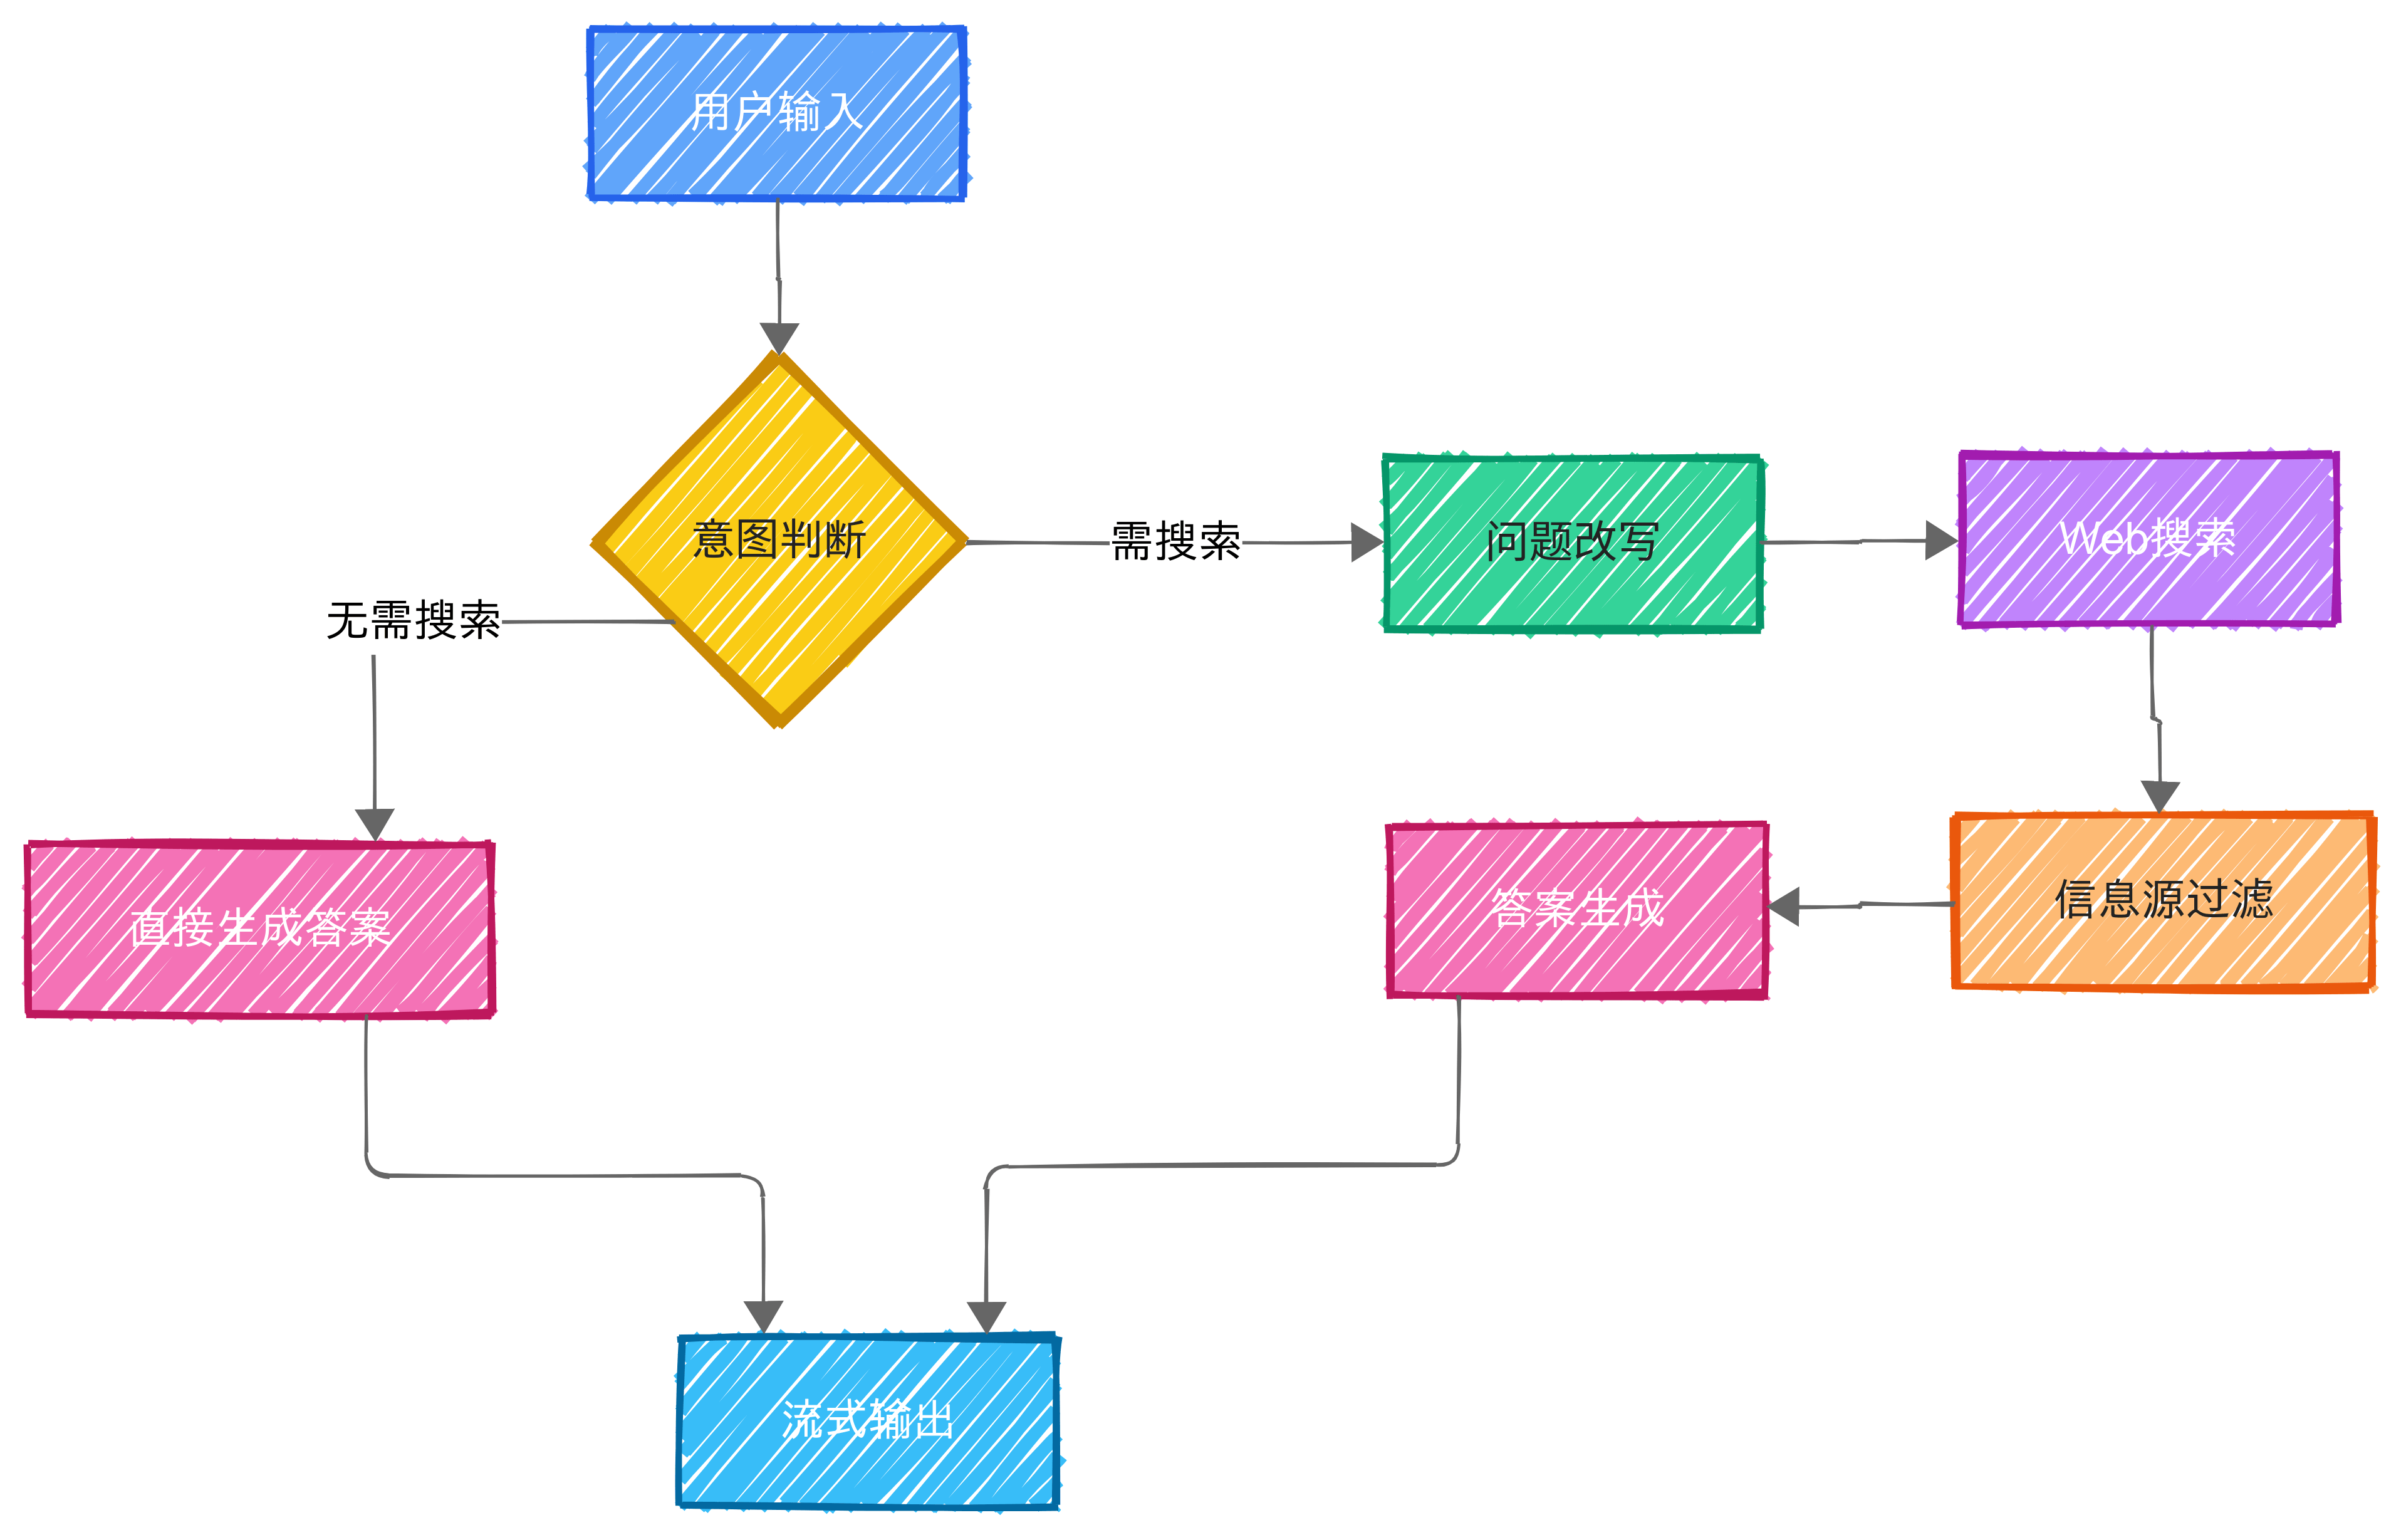 用户输入
意图判断
需搜索
问题改写
Web搜索
无需搜索
直接生成答案
答案生成
信息源过滤
流式输出